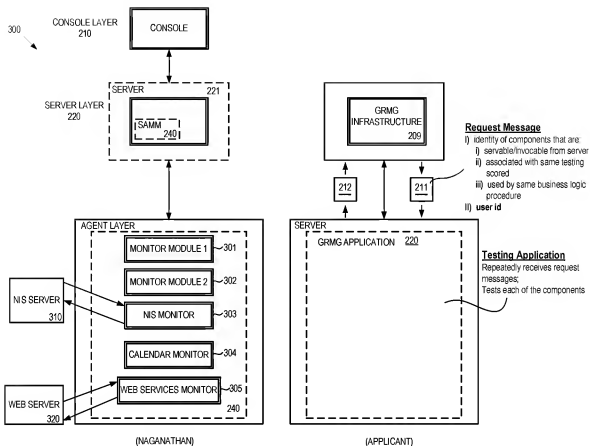 300
CONSOLE LAYER
210
CONSOLE
SERVER LAYER
220
SERVER
221
SAMM
240
AGENT LAYER
MONITOR MODULE 1
301
MONITOR MODULE 2
302
NIS SERVER
310
NIS MONITOR
303
CALENDAR MONITOR
304
WEB SERVER
320
WEB SERVICES MONITOR
305
240
(NAGANATHAN)
GRMG
INFRASTRUCTURE
209
212
211
Request Message
I) identity of components that are:
i) servable/Invocable from server
ii) associated with same testing
scored
iii) used by same business logic
procedure
II) user id
SERVER
GRMG APPLICATION 220
Testing Application
Repeatedly receives request
messages;
Tests each of the components
(APPLICANT)